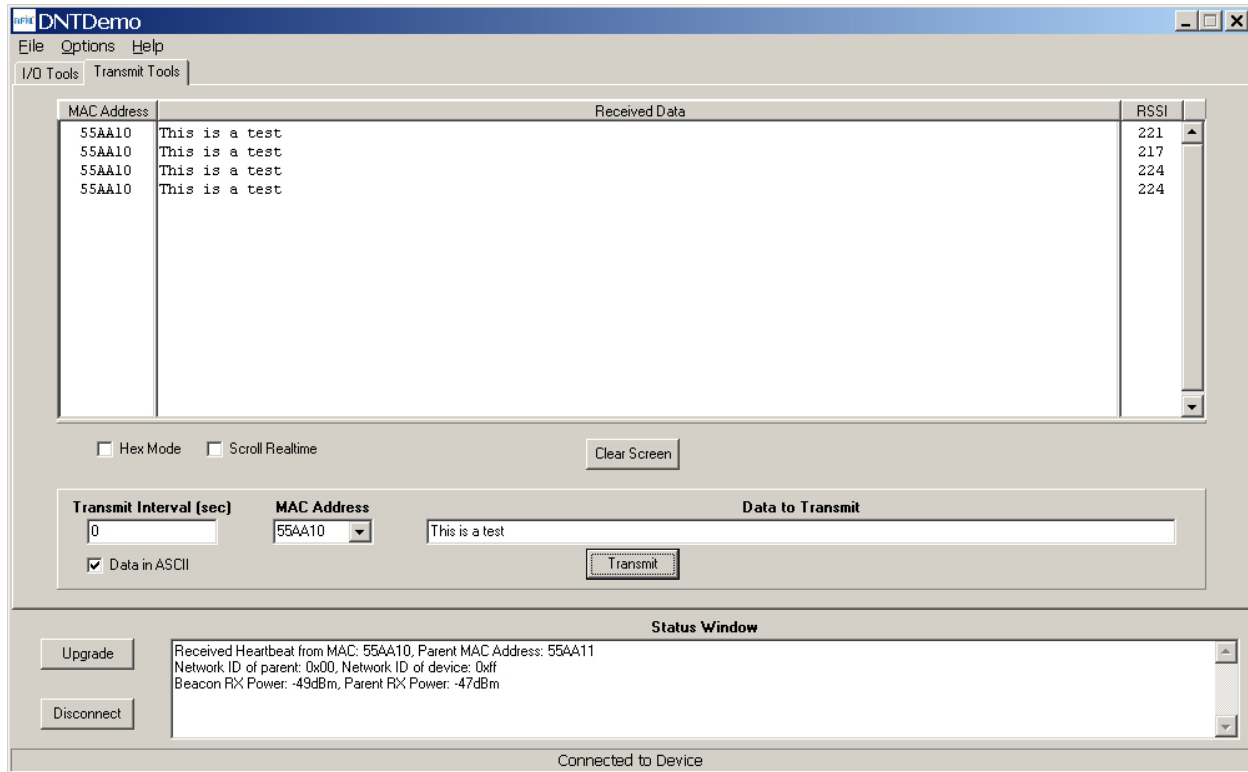 RFM DNTDemo
File Options Help
I/O Tools Transmit Tools
MAC Address Received Data RSSI
55AA10 This is a test 221
55AA10 This is a test 217
55AA10 This is a test 224
55AA10 This is a test 224
Hex Mode Scroll Realtime Clear Screen
Transmit Interval (sec) MAC Address Data to Transmit
0 55AA10 This is a test
Data in ASCII Transmit
Status Window
Upgrade Received Heartbeat from MAC: 55AA10, Parent MAC Address: 55AA11
Network ID of parent: 0x00, Network ID of device: 0xff
Beacon RX Power: -49dBm, Parent RX Power: -47dBm
Disconnect
Connected to Device